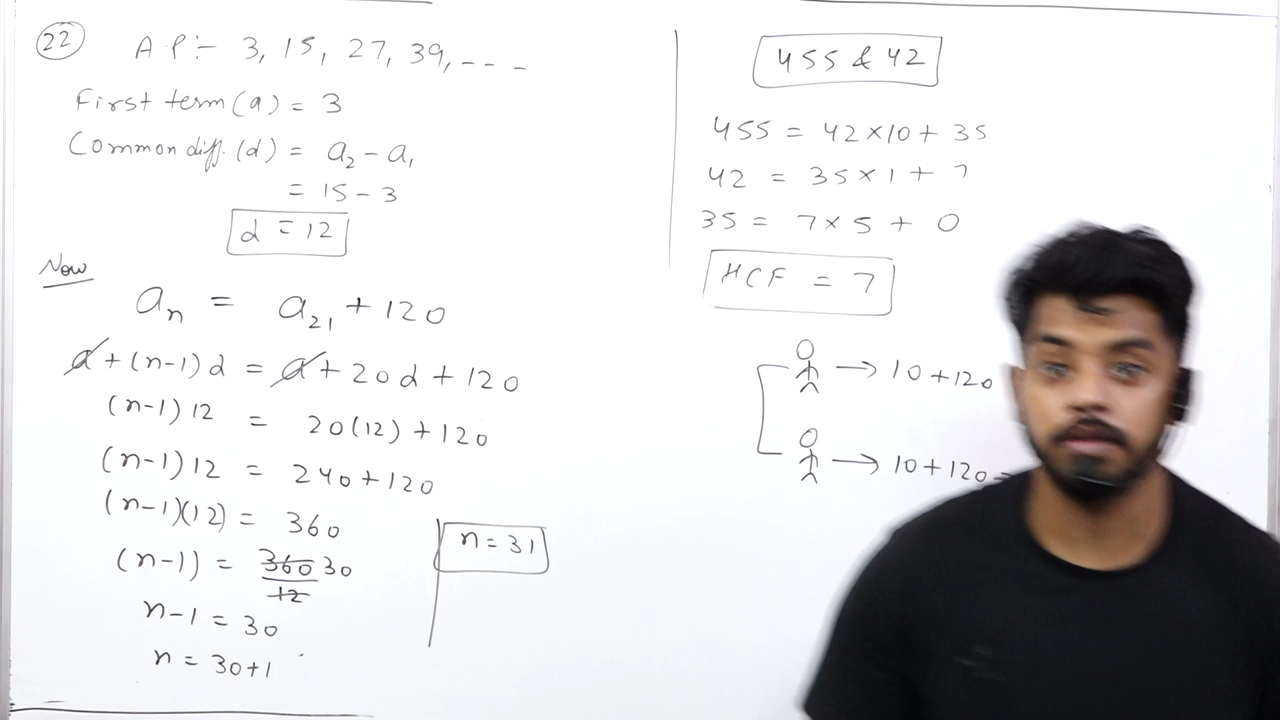 22 A P:- 3, 15, 27, 39, - - -
First term (a) = 3
Common diff. (d) = a₂ - a₁
= 15 - 3
d = 12
Now
aₙ = a₂₁ + 120
a + (n-1) d = a + 20d + 120
(n-1) 12 = 20(12) + 120
(n-1) 12 = 240 + 120
(n-1)(12) = 360
(n-1) = 360/12 30
n-1 = 30
n = 30+1
n = 31
455 & 42
455 = 42×10 + 35
42 = 35×1 + 7
35 = 7×5 + 0
HCF = 7
→ 10+120
→ 10+120=